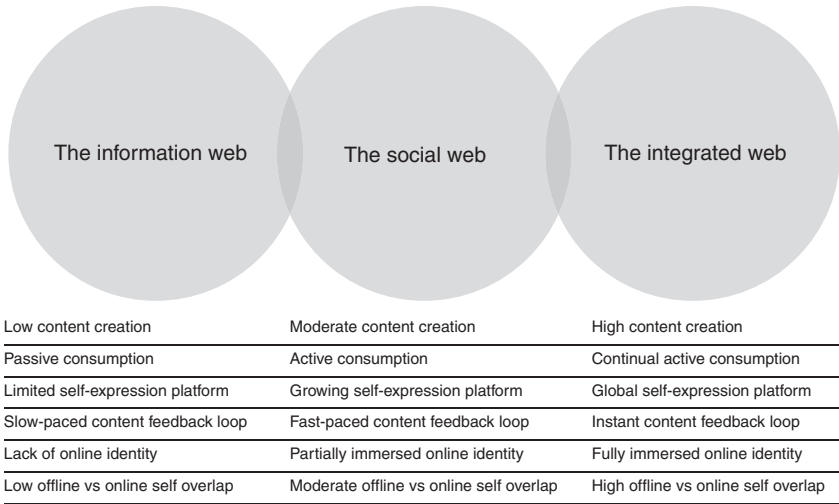 The information web
The social web
The integrated web
Low content creation
Moderate content creation
High content creation
Passive consumption
Active consumption
Continual active consumption
Limited self-expression platform
Growing self-expression platform
Global self-expression platform
Slow-paced content feedback loop
Fast-paced content feedback loop
Instant content feedback loop
Lack of online identity
Partially immersed online identity
Fully immersed online identity
Low offline vs online self overlap
Moderate offline vs online self overlap
High offline vs online self overlap